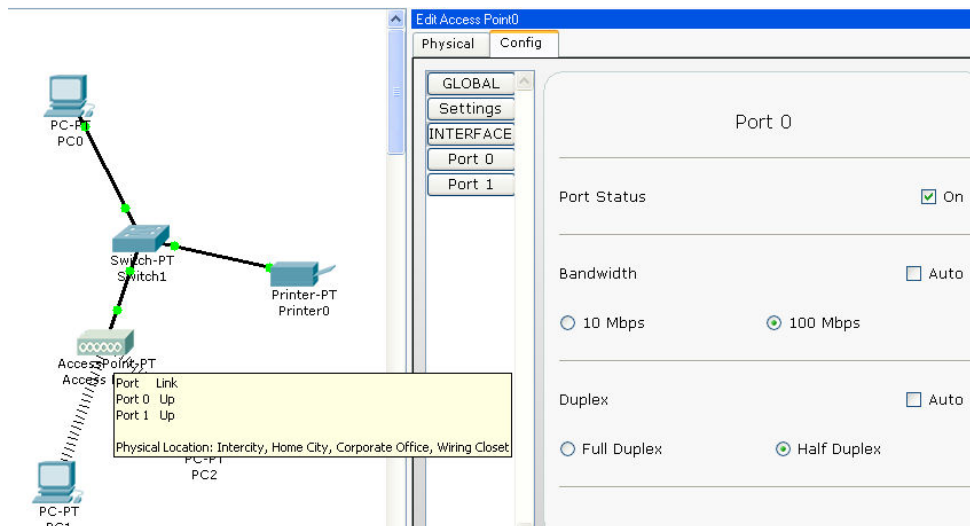 Edit Access Point0
Physical
Config
GLOBAL
Settings
INTERFACE
Port 0
Port 1
Port 0
Port Status
On
Bandwidth
Auto
10 Mbps
100 Mbps
Duplex
Auto
Full Duplex
Half Duplex
PC-PT
PC0
Switch-PT
Switch1
Printer-PT
Printer0
AccessPoint-PT
Access
Port Link
Port 0 Up
Port 1 Up
Physical Location: Intercity, Home City, Corporate Office, Wiring Closet
PC-PT
PC2
PC-PT
PC1